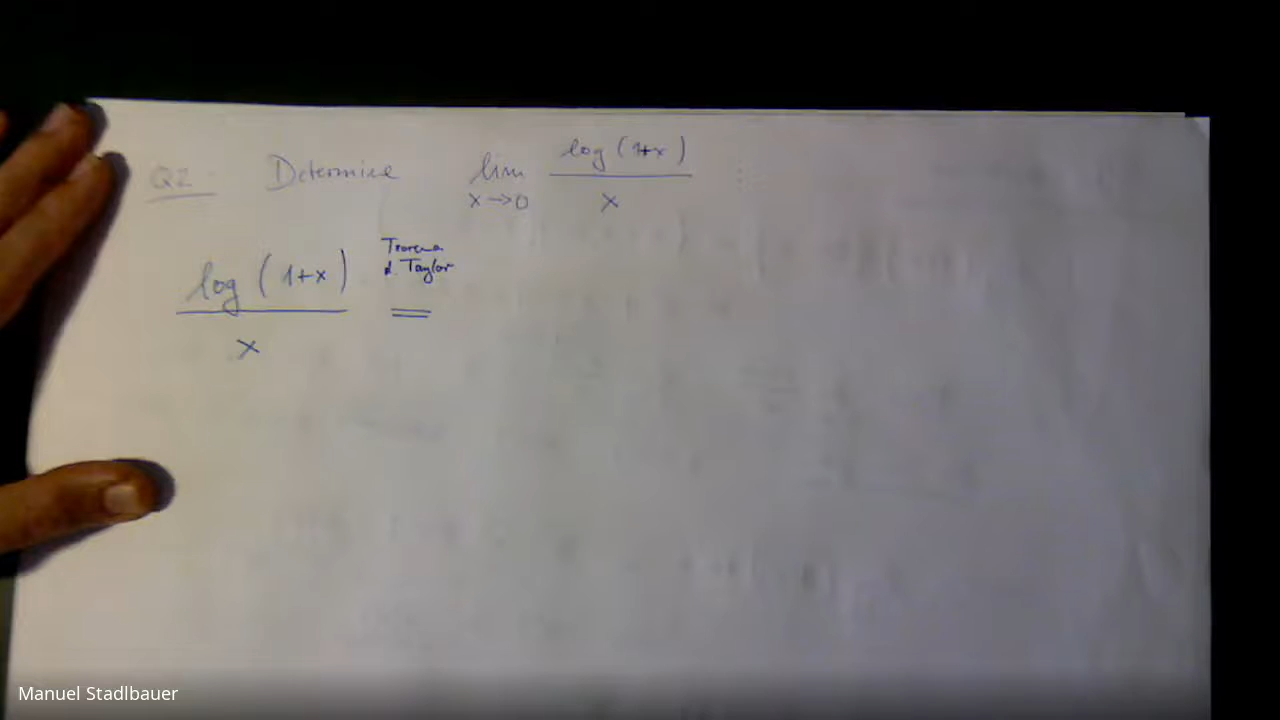 Q2: Determine lim x→0 log (1+x) / x
log (1+x) / x Teorema d. Taylor =
Manuel Stadlbauer